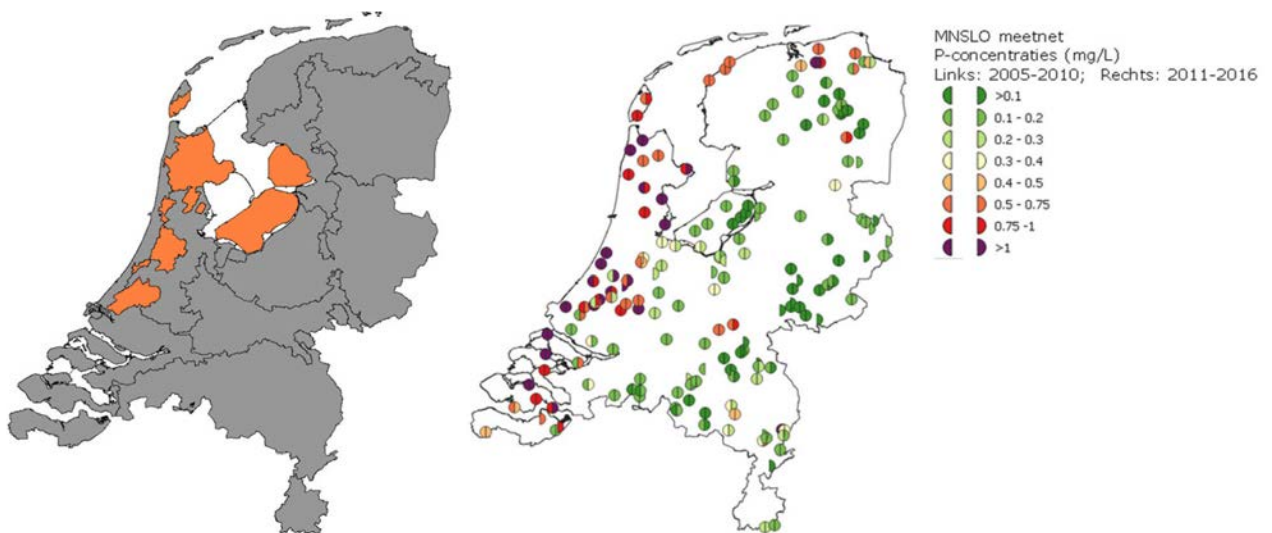 MNSLO meetnet
P-concentraties (mg/L)
Links: 2005-2010; Rechts: 2011-2016
>0.1
0.1 - 0.2
0.2 - 0.3
0.3 - 0.4
0.4 - 0.5
0.5 - 0.75
0.75 -1
>1